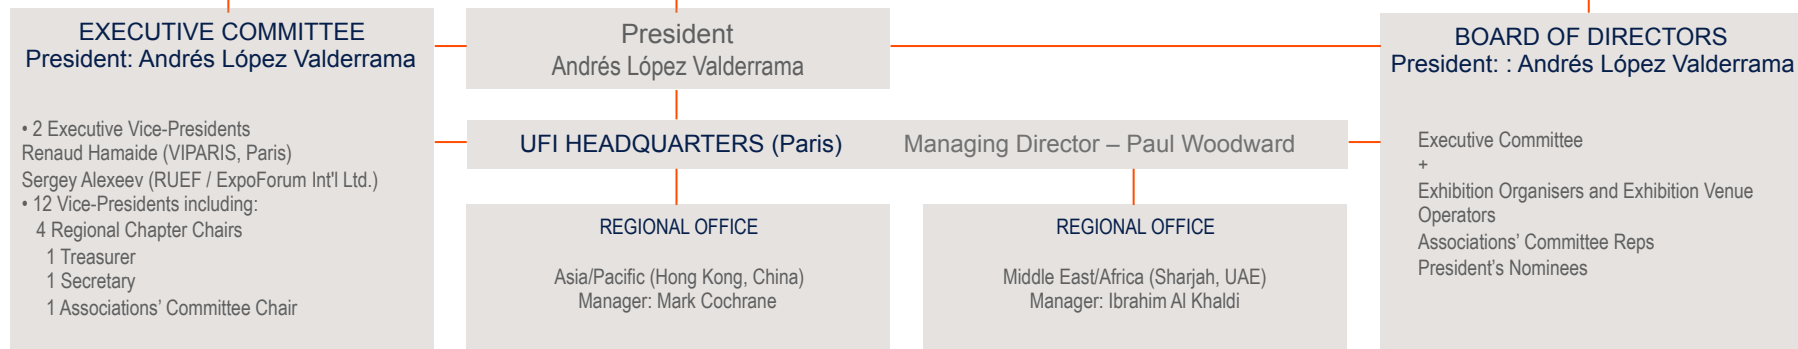 EXECUTIVE COMMITTEE
President: Andrés López Valderrama
• 2 Executive Vice-Presidents
Renaud Hamaide (VIPARIS, Paris)
Sergey Alexeev (RUEF / ExpoForum Int'l Ltd.)
• 12 Vice-Presidents including:
4 Regional Chapter Chairs
1 Treasurer
1 Secretary
1 Associations’ Committee Chair
President
Andrés López Valderrama
UFI HEADQUARTERS (Paris) Managing Director – Paul Woodward
REGIONAL OFFICE
Asia/Pacific (Hong Kong, China)
Manager: Mark Cochrane
REGIONAL OFFICE
Middle East/Africa (Sharjah, UAE)
Manager: Ibrahim Al Khaldi
BOARD OF DIRECTORS
President: : Andrés López Valderrama
Executive Committee
+
Exhibition Organisers and Exhibition Venue
Operators
Associations’ Committee Reps
President’s Nominees